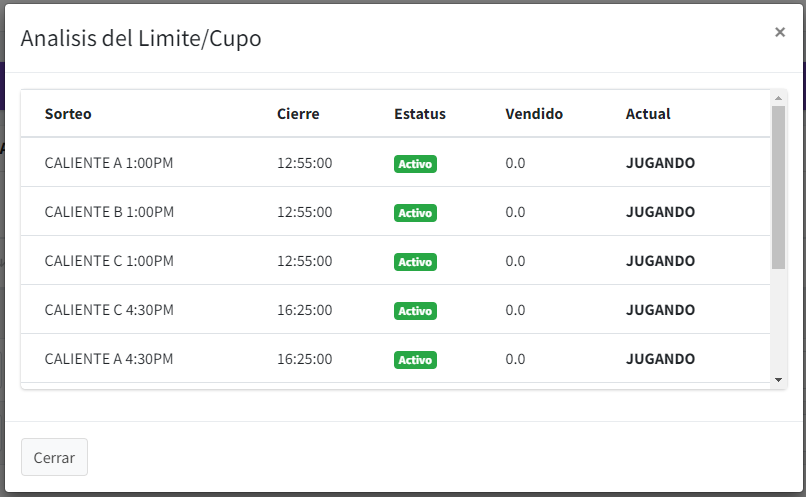 Analisis del Limite/Cupo ×
Sorteo Cierre Estatus Vendido Actual
CALIENTE A 1:00PM 12:55:00 Activo 0.0 JUGANDO
CALIENTE B 1:00PM 12:55:00 Activo 0.0 JUGANDO
CALIENTE C 1:00PM 12:55:00 Activo 0.0 JUGANDO
CALIENTE C 4:30PM 16:25:00 Activo 0.0 JUGANDO
CALIENTE A 4:30PM 16:25:00 Activo 0.0 JUGANDO
Cerrar